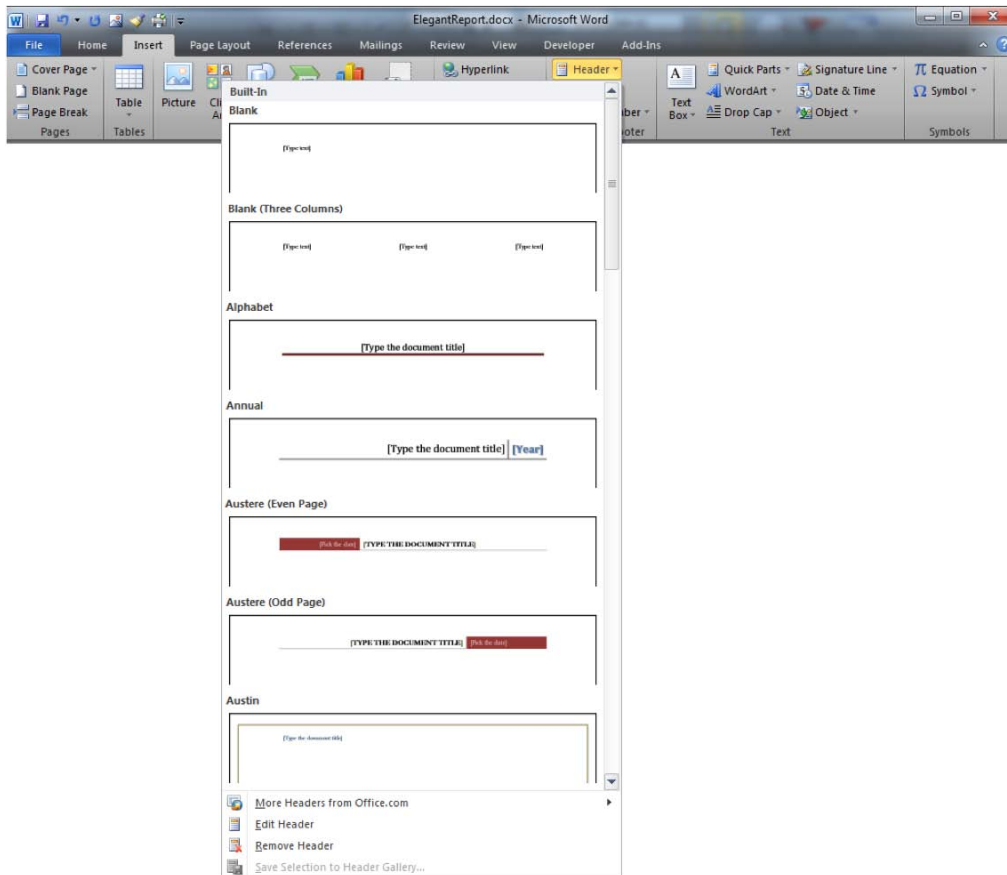 ElegantReport.docx - Microsoft Word
File Home Insert Page Layout References Mailings Review View Developer Add-Ins
Cover Page
Blank Page
Page Break
Pages
Table
Tables
Picture
Hyperlink
Header
Text Box
Quick Parts
WordArt
Drop Cap
Signature Line
Date & Time
Object
Text
Equation
Symbol
Symbols
Built-In
Blank
[Type text]
Blank (Three Columns)
[Type text] [Type text] [Type text]
Alphabet
[Type the document title]
Annual
[Type the document title] [Year]
Austere (Even Page)
[Pick the date] [TYPE THE DOCUMENT TITLE]
Austere (Odd Page)
[TYPE THE DOCUMENT TITLE] [Pick the date]
Austin
[Type the document title]
More Headers from Office.com
Edit Header
Remove Header
Save Selection to Header Gallery...